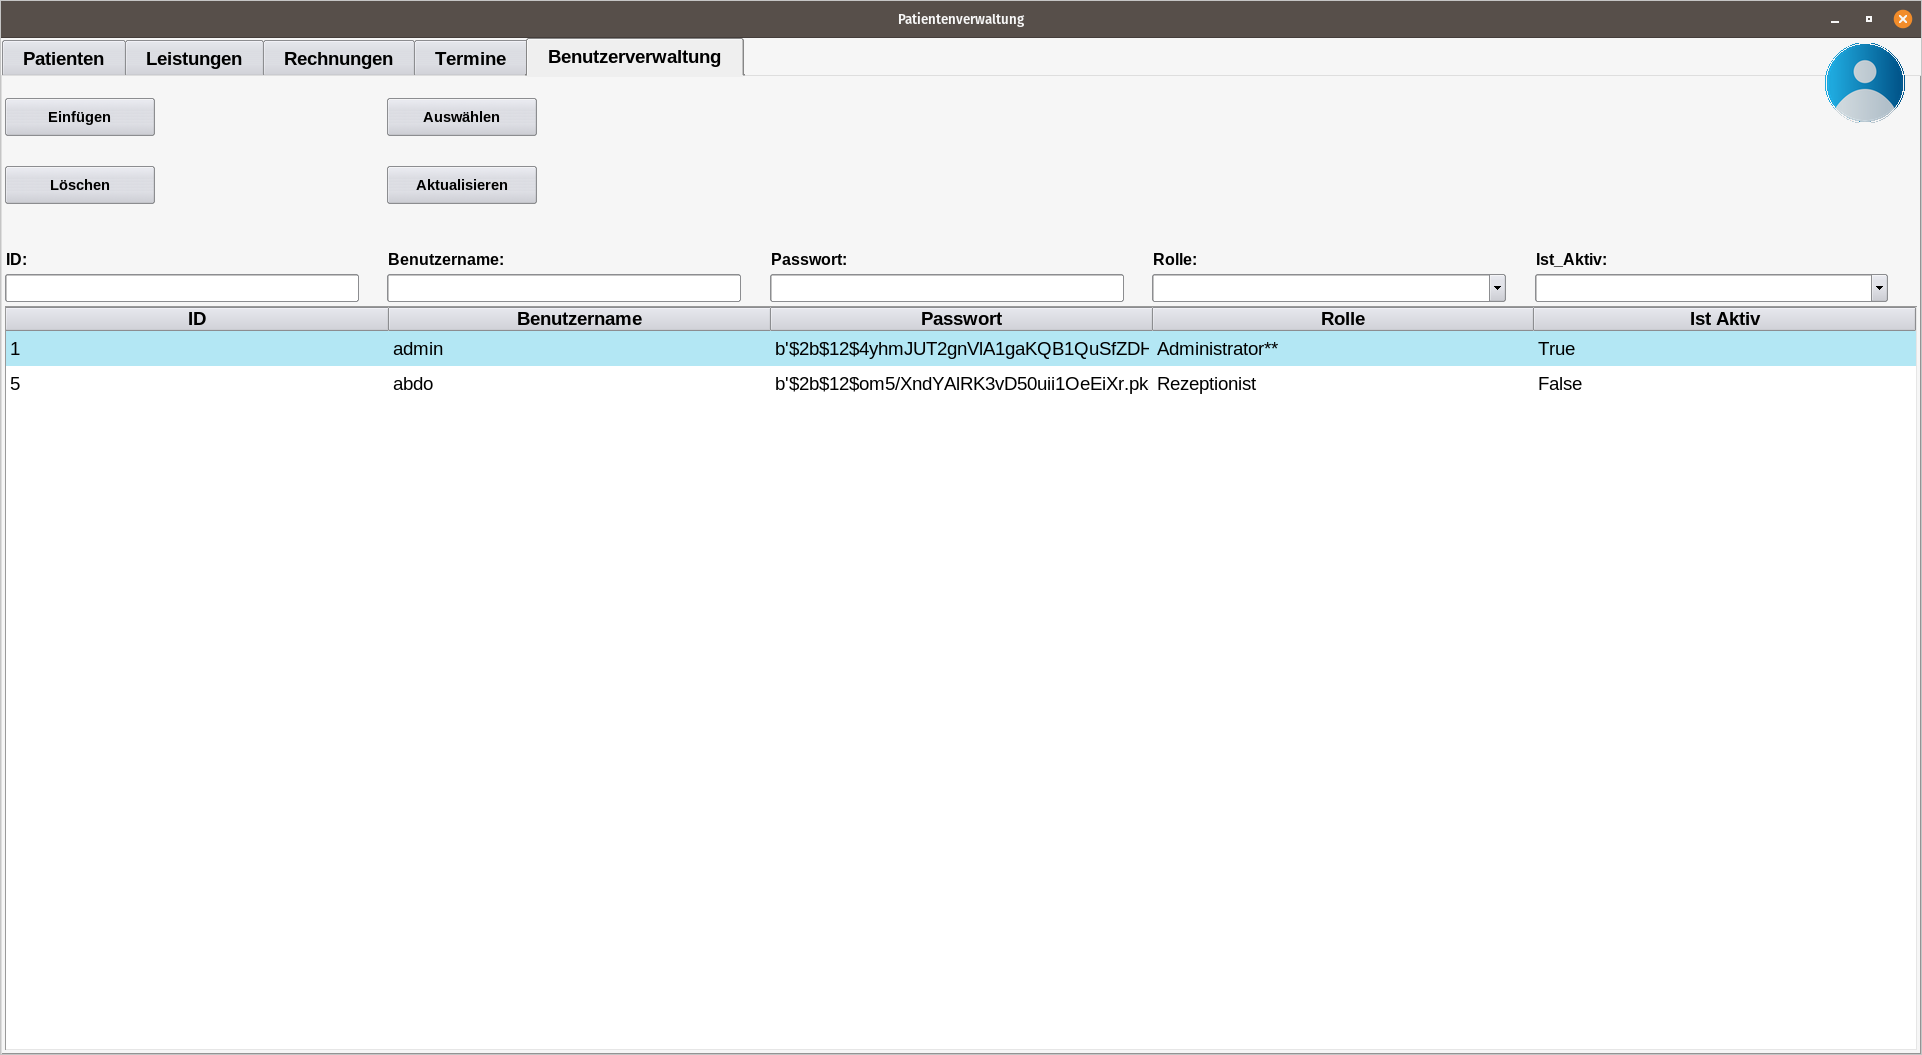 Patientenverwaltung
Patienten Leistungen Rechnungen Termine Benutzerverwaltung
Einfügen Auswählen
Löschen Aktualisieren
ID: Benutzername: Passwort: Rolle: Ist_Aktiv:
ID Benutzername Passwort Rolle Ist Aktiv
1 admin b'$2b$12$4yhmJUT2gnVlA1gaKQB1QuSfZDH Administrator** True
5 abdo b'$2b$12$om5/XndYAlRK3vD50uii1OeEiXr.pk Rezeptionist False